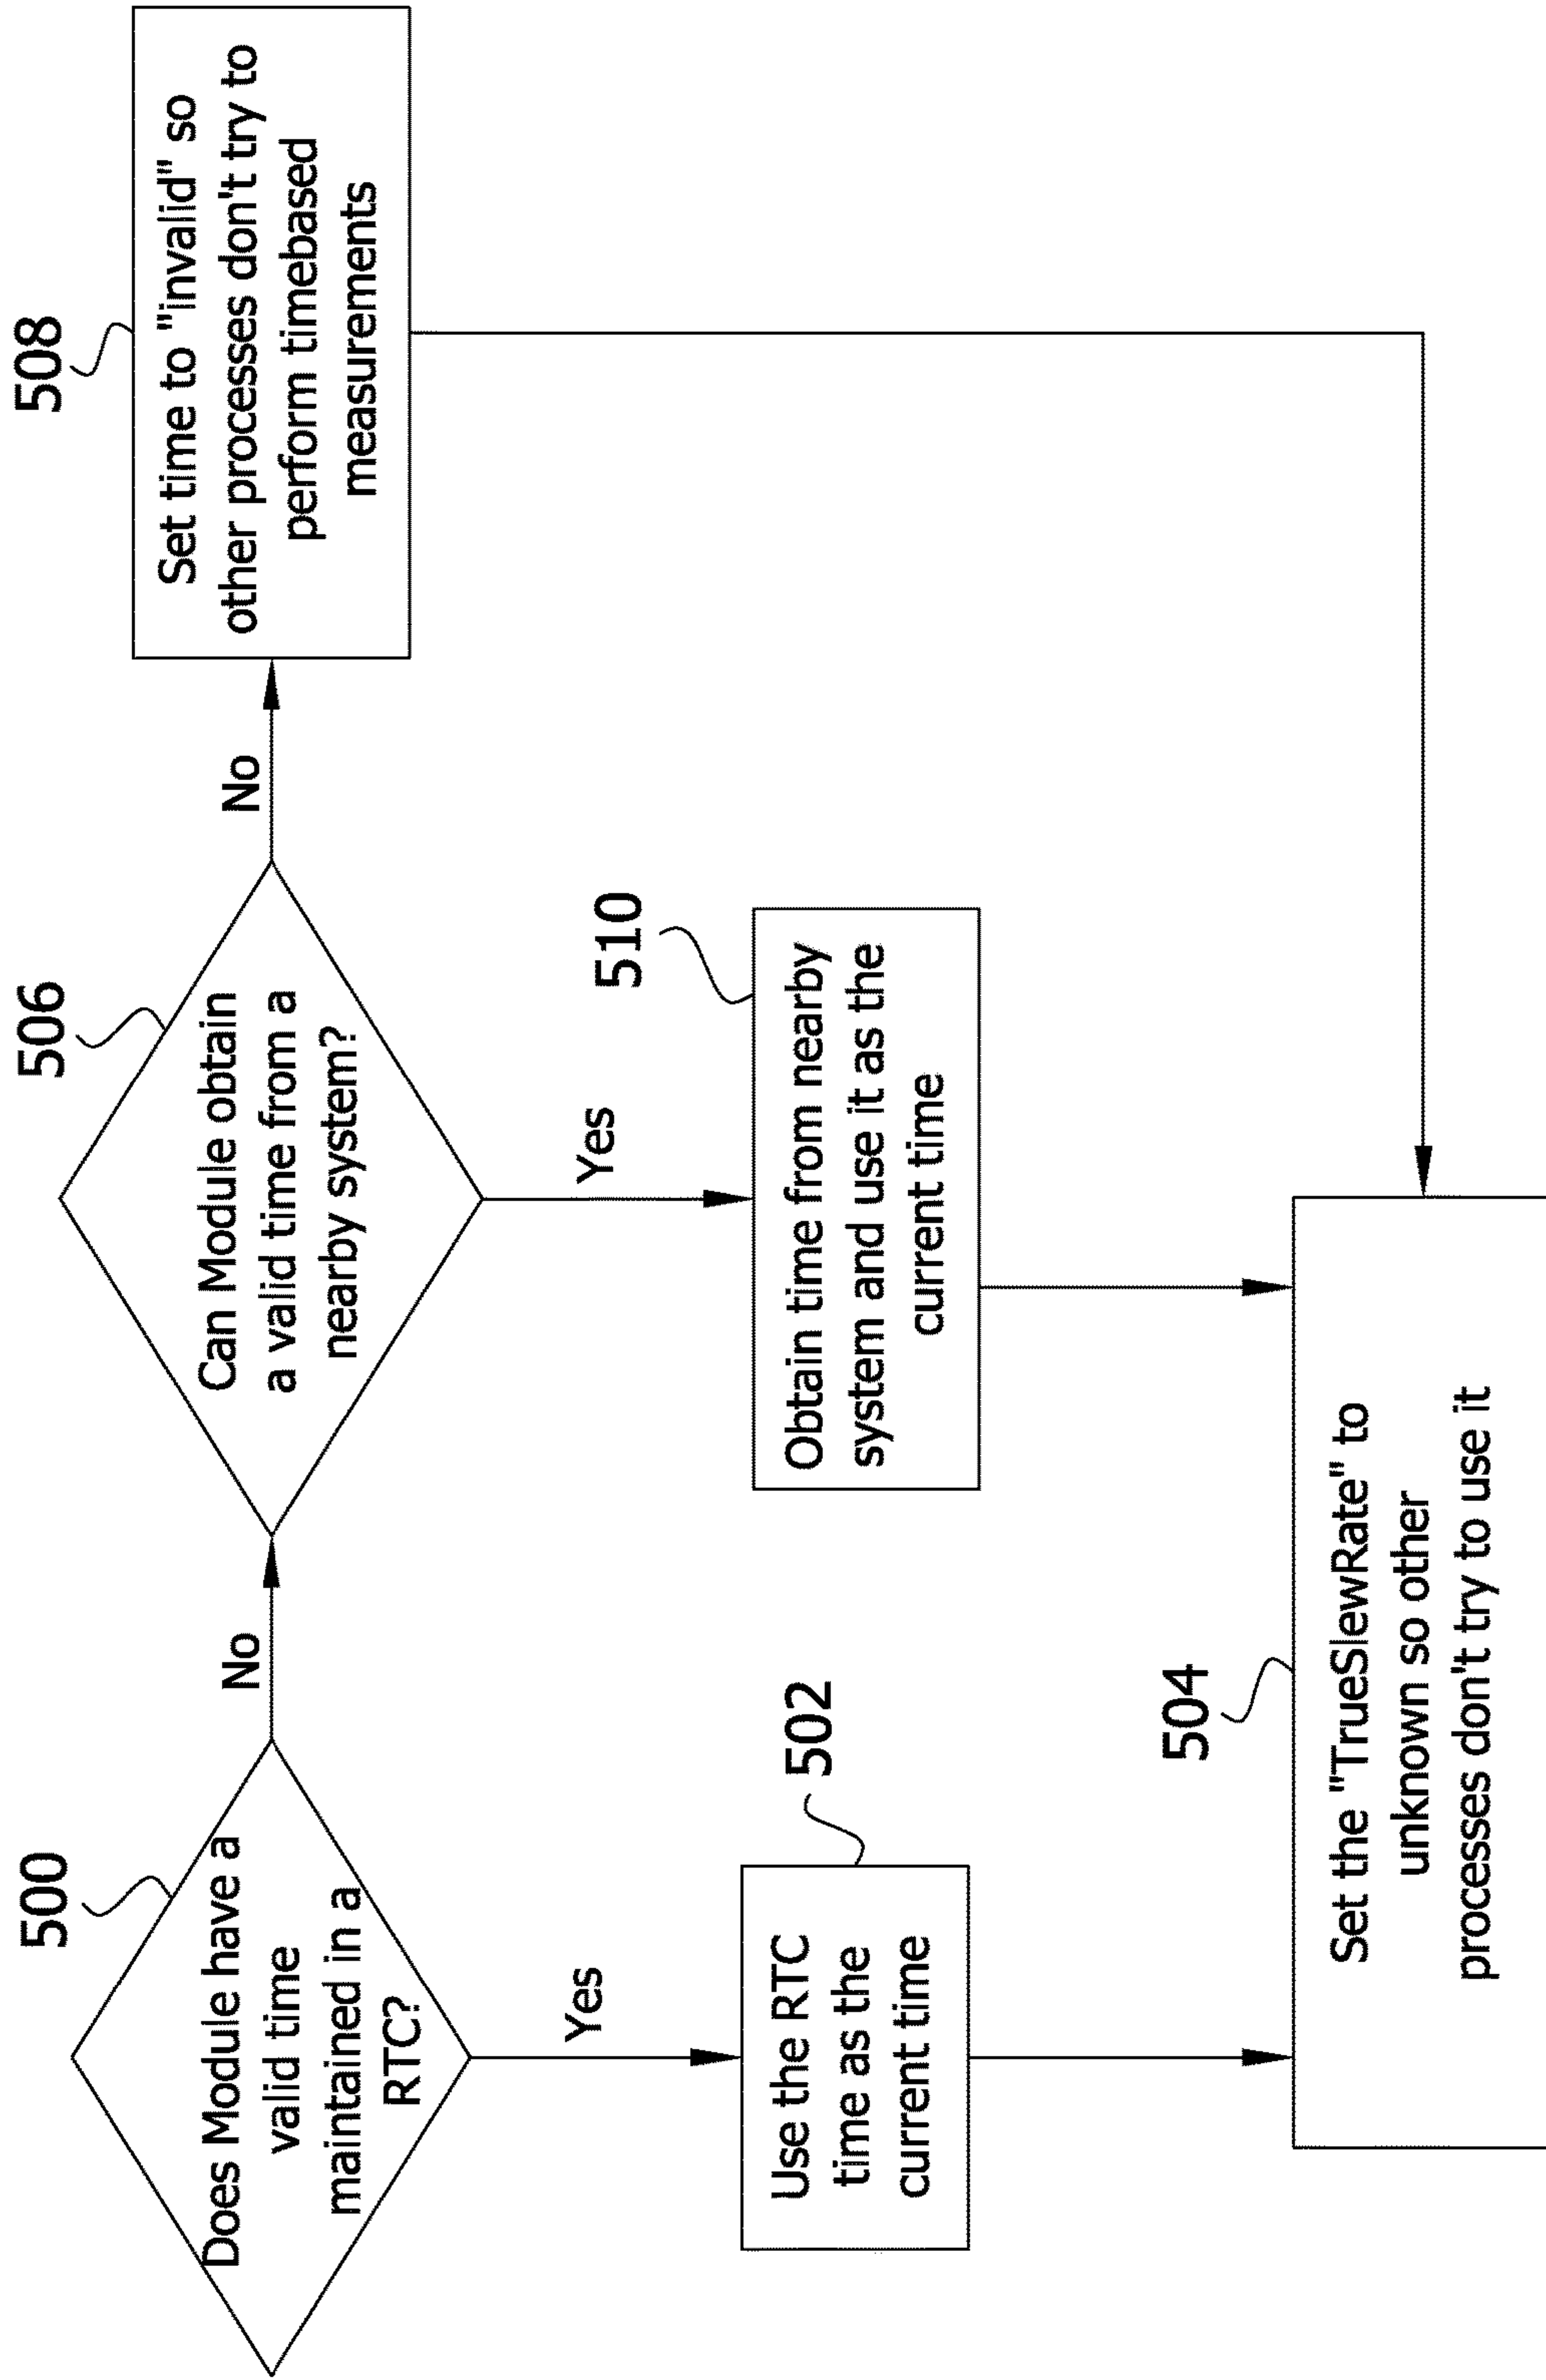 500
Does Module have a
valid time
maintained in a
RTC?
No
Yes
502
Use the RTC
time as the
current time
506
Can Module obtain
a valid time from a
nearby system?
No
Yes
510
Obtain time from nearby
system and use it as the
current time
508
Set time to "invalid" so
other processes don't try to
perform timebased
measurements
504
Set the "TrueSlewRate" to
unknown so other
processes don't try to use it